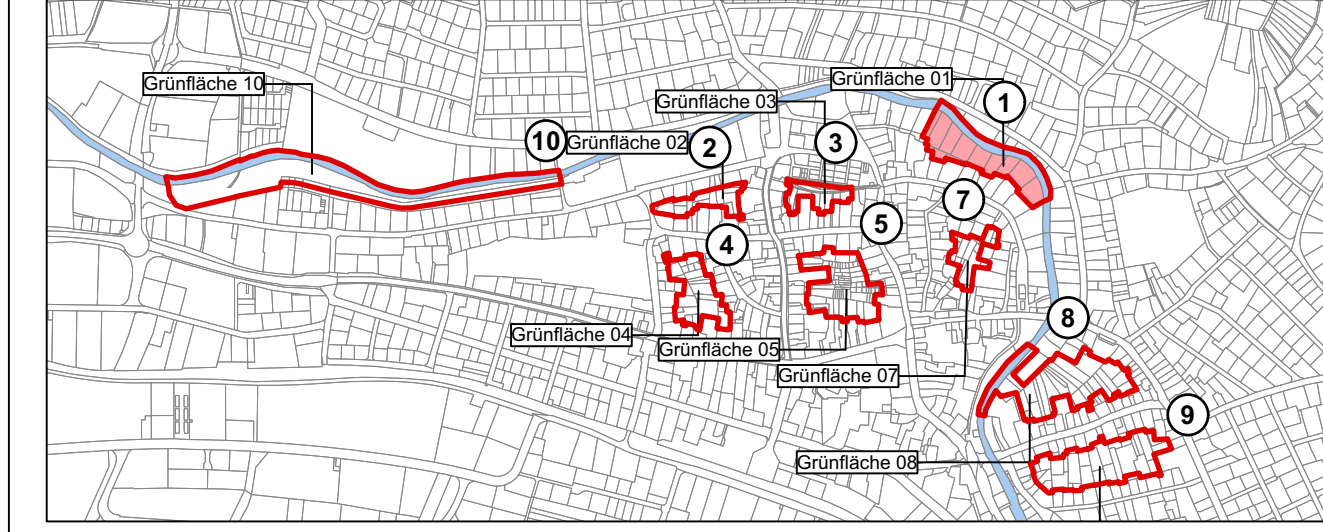 Grünfläche 01
Grünfläche 10
Grünfläche 03
1
10
Grünfläche 02
2
3
7
5
4
Grünfläche 04
Grünfläche 05
8
Grünfläche 07
9
Grünfläche 08